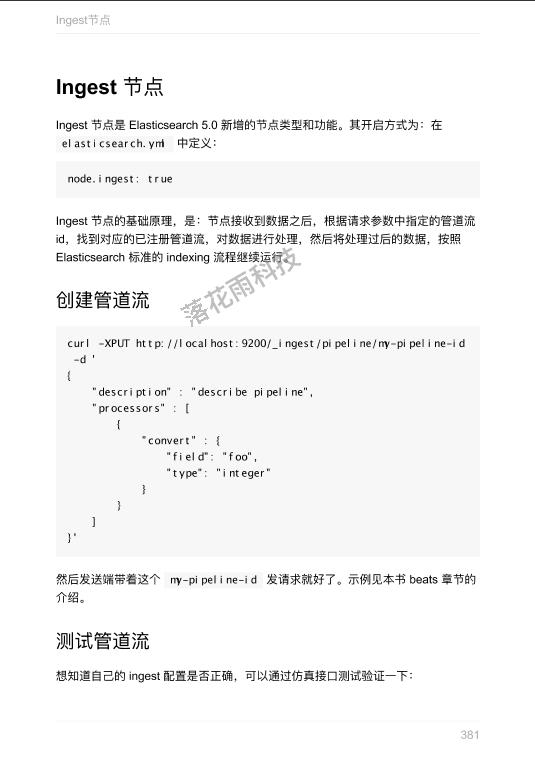 Ingest节点
Ingest 节点
Ingest 节点是 Elasticsearch 5.0 新增的节点类型和功能。其开启方式为：在
elasticsearch.yml 中定义：
node.ingest: true
Ingest 节点的基础原理，是：节点接收到数据之后，根据请求参数中指定的管道流
id，找到对应的已注册管道流，对数据进行处理，然后将处理过后的数据，按照
Elasticsearch 标准的 indexing 流程继续运行。
落花雨科技
创建管道流
curl -XPUT http://localhost:9200/_ingest/pipeline/my-pipeline-id
-d '
{
"description" : "describe pipeline",
"processors" : [
{
"convert" : {
"field": "foo",
"type": "integer"
}
}
]
}'
然后发送端带着这个 my-pipeline-id 发请求就好了。示例见本书 beats 章节的
介绍。
测试管道流
想知道自己的 ingest 配置是否正确，可以通过仿真接口测试验证一下：
381